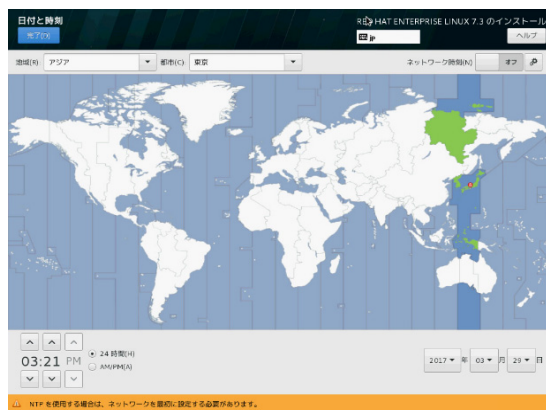 日付と時刻
RED HAT ENTERPRISE LINUX 7.3 のインストール
完了(D)
jp
ヘルプ
地域(R) アジア 都市(C) 東京 ネットワーク時刻(N) オフ
03:21 PM
24 時間(H)
AM/PM(A)
2017 年 03 月 29 日
NTP を使用する場合は、ネットワークを最初に設定する必要があります。